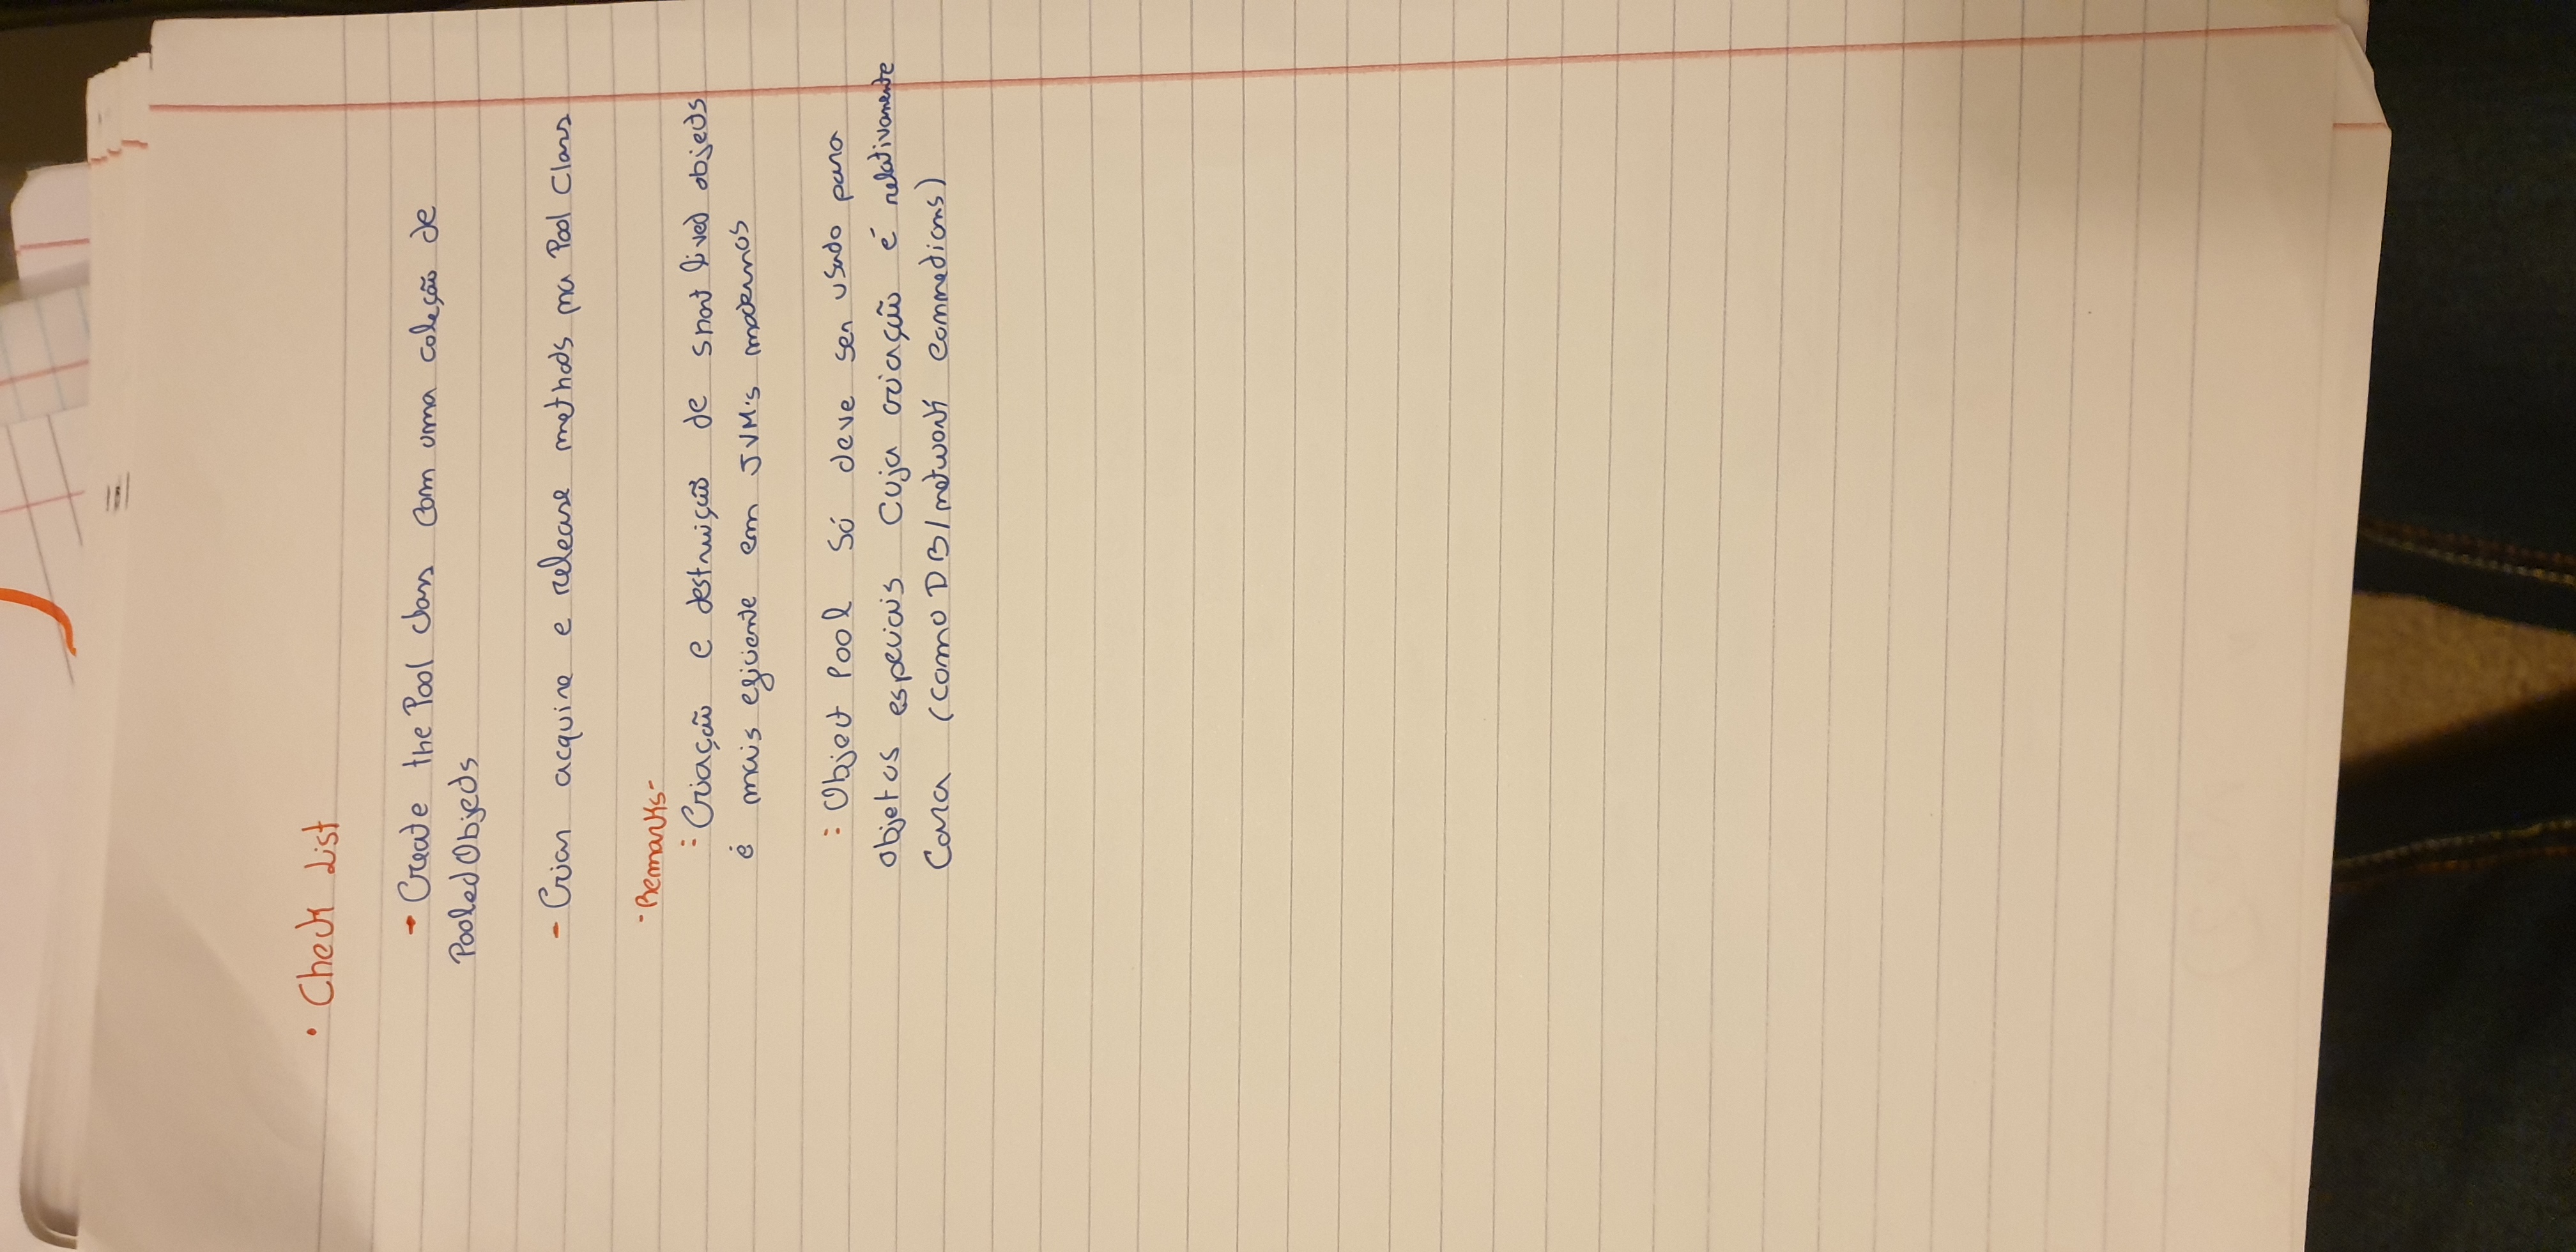 • Check List
- Create the Pool class com uma coleção de
PooledObjects
- Criar acquire e release methods na Pool Class
- Remarks -
: Criação e destruição de short lived objects
é mais eficiente em JVM's modernos
: Object Pool só deve ser usado para
objetos especiais cuja criação é relativamente
cara (como DB/network connections)